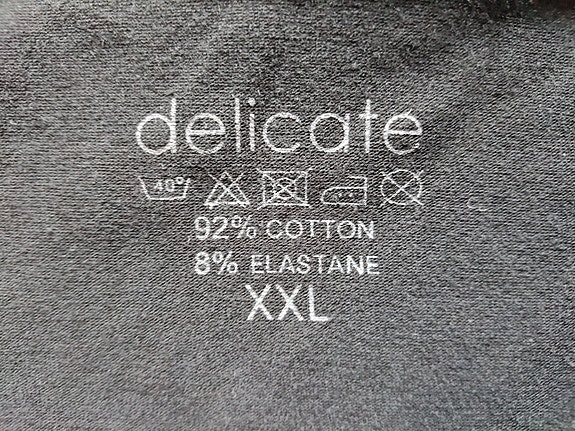 delicate
40°
92% COTTON
8% ELASTANE
XXL